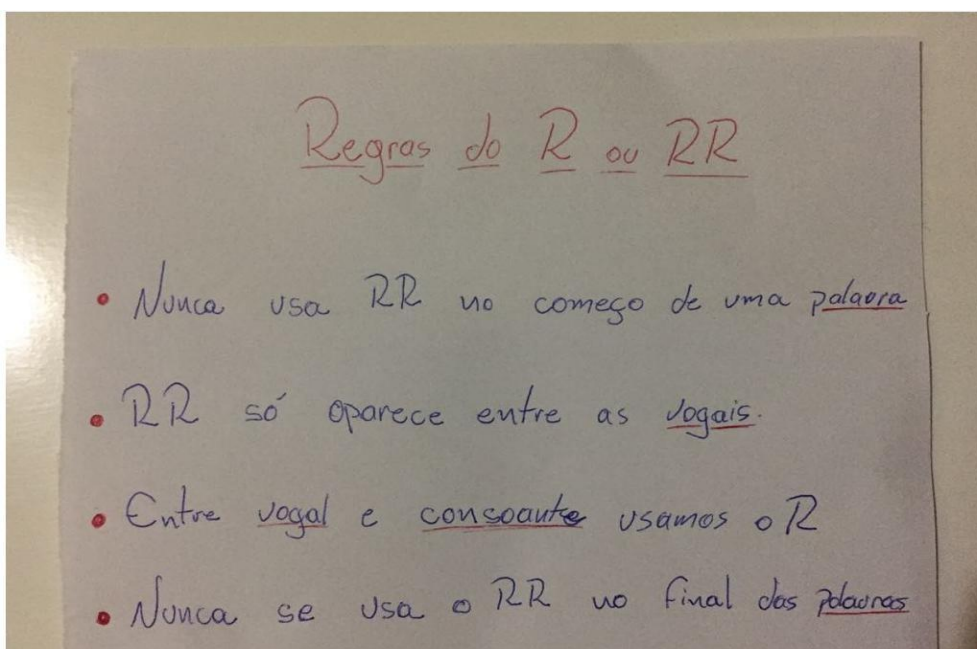 Regras do R ou RR
• Nunca usa RR no começo de uma palavra
• RR só aparece entre as vogais.
• Entre vogal e consoante usamos o R
• Nunca se usa o RR no final das palavras